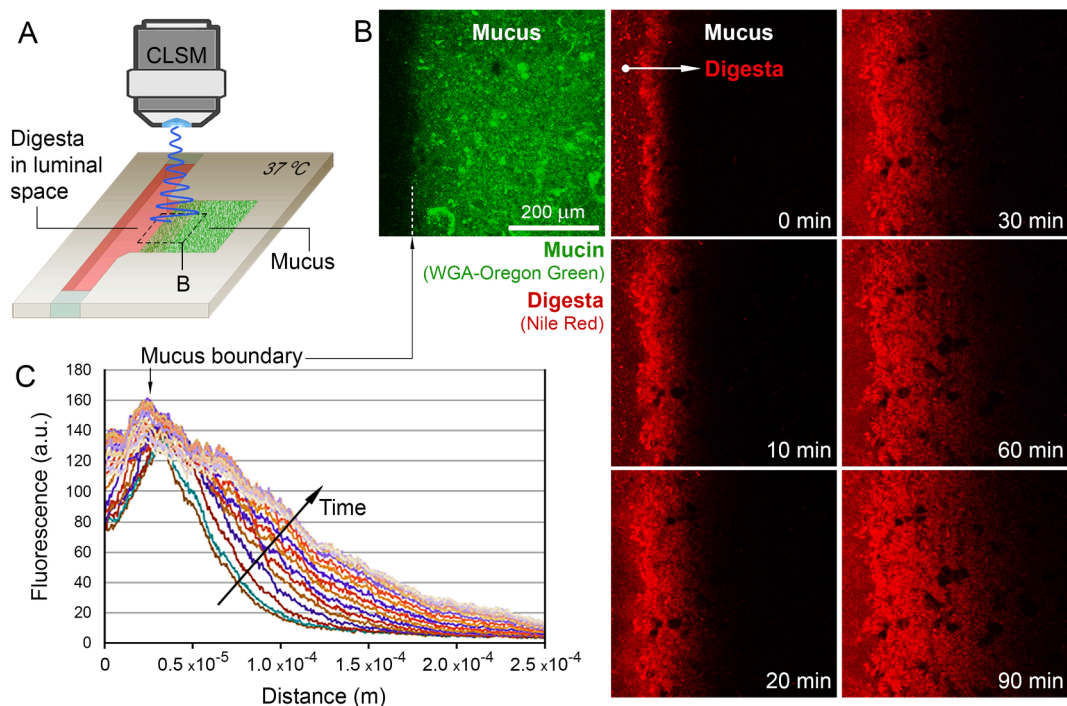 A
CLSM
Digesta
in luminal
space
37 ºC
Mucus
B
B
Mucus
200 µm
Mucin
(WGA-Oregon Green)
Digesta
(Nile Red)
Mucus
Digesta
0 min
30 min
10 min
60 min
20 min
90 min
Mucus boundary
C
180
160
140
120
100
80
60
40
20
0
Fluorescence (a.u.)
Time
0
0.5 x10-5
1.0 x10-4
1.5 x10-4
2.0 x10-4
2.5 x10-4
Distance (m)